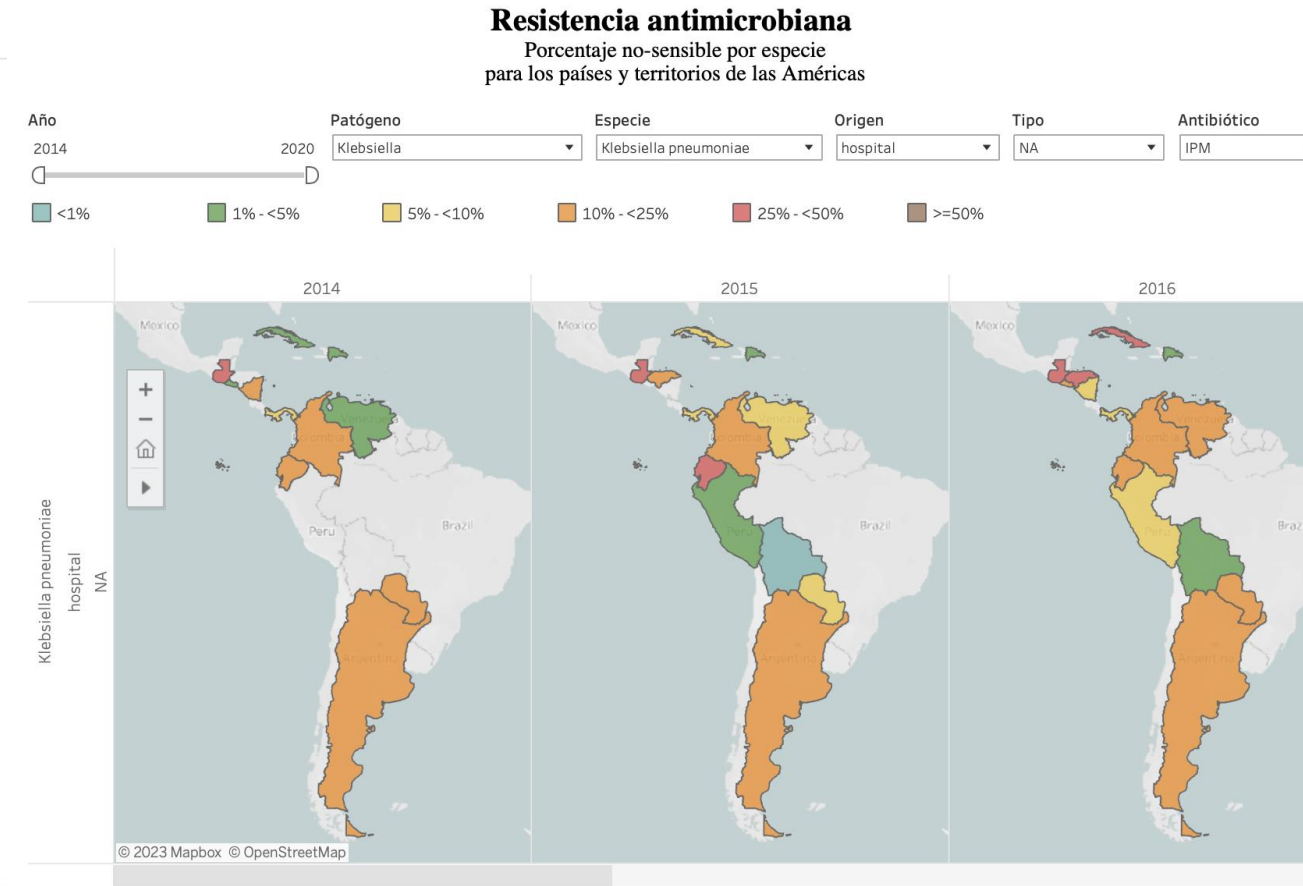 Resistencia antimicrobiana
Porcentaje no-sensible por especie
para los países y territorios de las Américas
Año
Patógeno
Especie
Origen
Tipo
Antibiótico
2014
2020
Klebsiella
Klebsiella pneumoniae
hospital
NA
IPM
<1%
1% - <5%
5% - <10%
10% - <25%
25% - <50%
>=50%
2014
2015
2016
Klebsiella pneumoniae
hospital
NA
Mexico
Venezuela
Colombia
Peru
Brazil
Argentina
Mexico
Venezuela
Colombia
Peru
Brazil
Argentina
Mexico
Venezuela
Colombia
Peru
Braz
Argentina
© 2023 Mapbox © OpenStreetMap